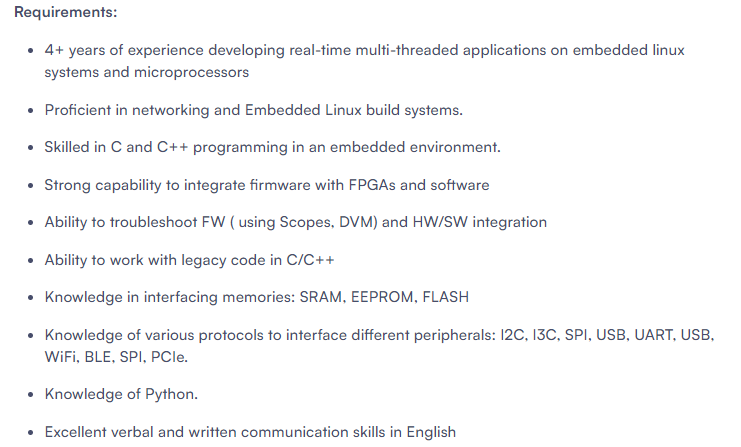 Requirements:
• 4+ years of experience developing real-time multi-threaded applications on embedded linux
systems and microprocessors
• Proficient in networking and Embedded Linux build systems.
• Skilled in C and C++ programming in an embedded environment.
• Strong capability to integrate firmware with FPGAs and software
• Ability to troubleshoot FW ( using Scopes, DVM) and HW/SW integration
• Ability to work with legacy code in C/C++
• Knowledge in interfacing memories: SRAM, EEPROM, FLASH
• Knowledge of various protocols to interface different peripherals: I2C, I3C, SPI, USB, UART, USB,
WiFi, BLE, SPI, PCIe.
• Knowledge of Python.
• Excellent verbal and written communication skills in English